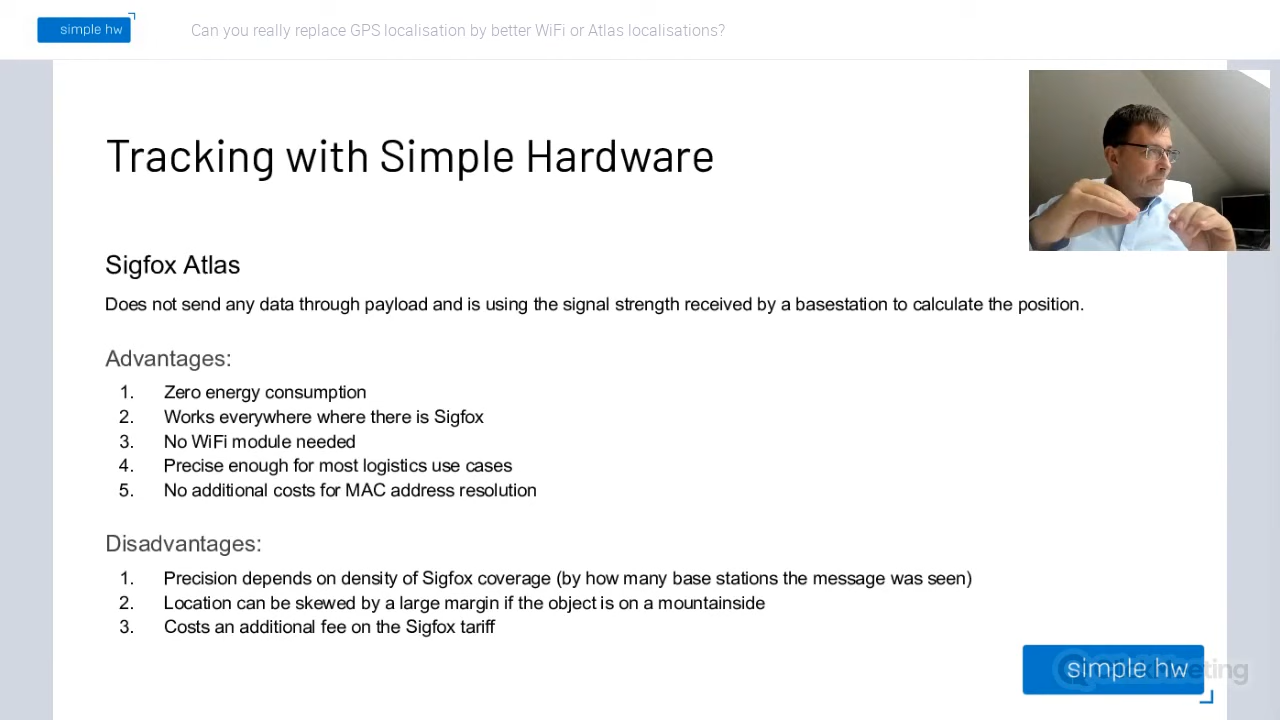 simple hw
Can you really replace GPS localisation by better WiFi or Atlas localisations?
Tracking with Simple Hardware
Sigfox Atlas
Does not send any data through payload and is using the signal strength received by a basestation to calculate the position.
Advantages:
1. Zero energy consumption
2. Works everywhere where there is Sigfox
3. No WiFi module needed
4. Precise enough for most logistics use cases
5. No additional costs for MAC address resolution
Disadvantages:
1. Precision depends on density of Sigfox coverage (by how many base stations the message was seen)
2. Location can be skewed by a large margin if the object is on a mountainside
3. Costs an additional fee on the Sigfox tariff
simple hw